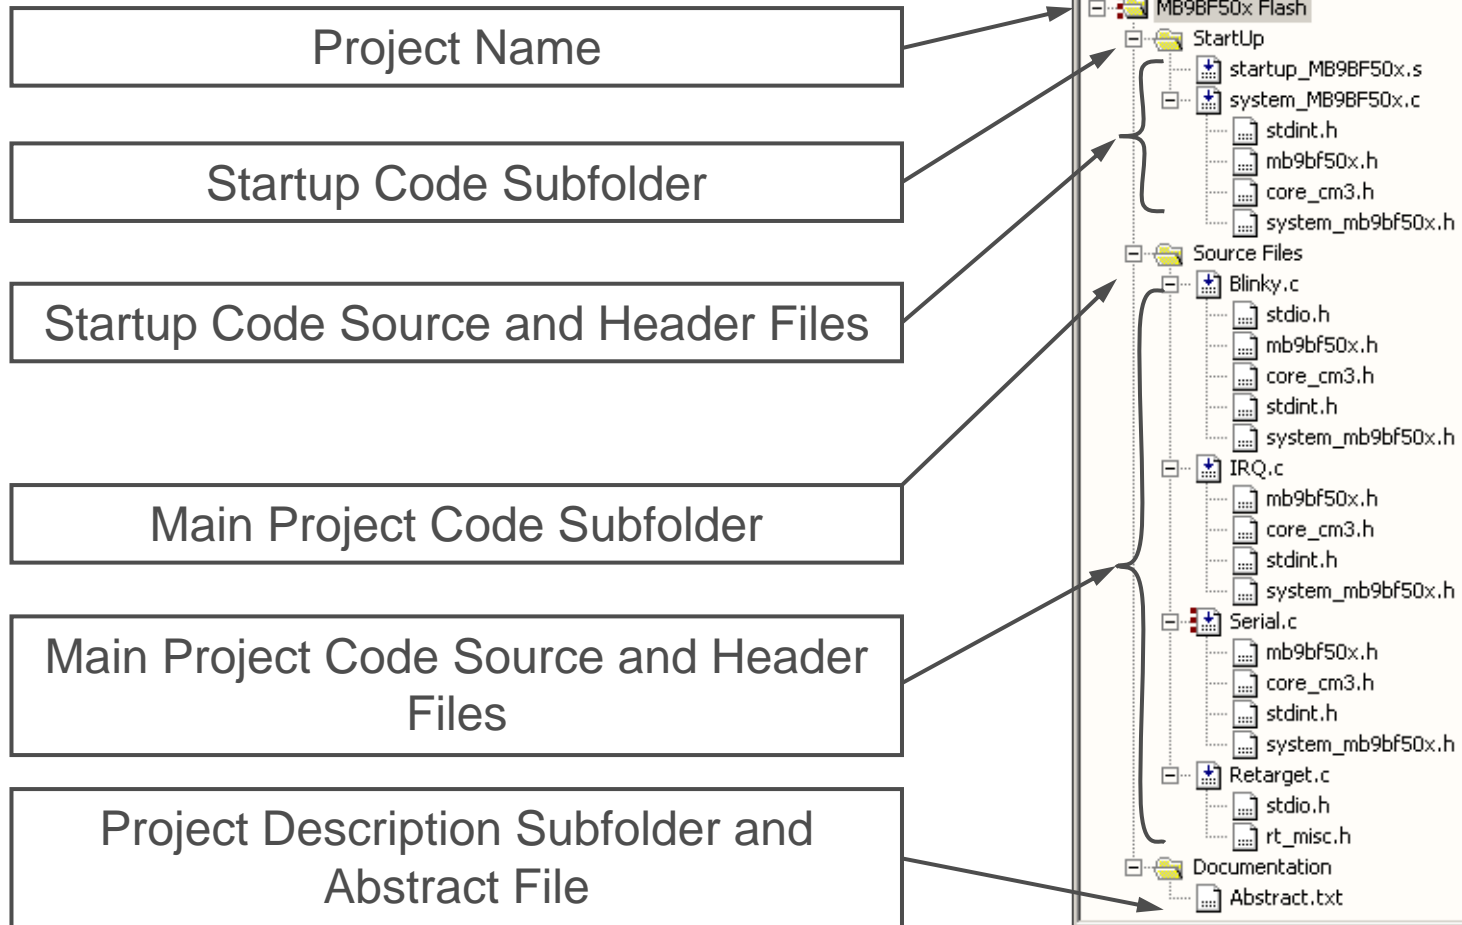 Project Name
Startup Code Subfolder
Startup Code Source and Header Files
Main Project Code Subfolder
Main Project Code Source and Header
Files
Project Description Subfolder and
Abstract File
MB9BF50x Flash
StartUp
startup_MB9BF50x.s
system_MB9BF50x.c
stdint.h
mb9bf50x.h
core_cm3.h
system_mb9bf50x.h
Source Files
Blinky.c
stdio.h
mb9bf50x.h
core_cm3.h
stdint.h
system_mb9bf50x.h
IRQ.c
mb9bf50x.h
core_cm3.h
stdint.h
system_mb9bf50x.h
Serial.c
mb9bf50x.h
core_cm3.h
stdint.h
system_mb9bf50x.h
Retarget.c
stdio.h
rt_misc.h
Documentation
Abstract.txt